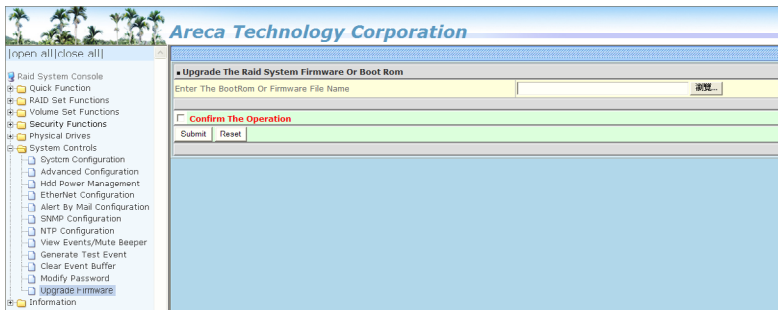 Areca Technology Corporation
|open all|close all|
Raid System Console
Quick Function
RAID Set Functions
Volume Set Functions
Security Functions
Physical Drives
System Controls
System Configuration
Advanced Configuration
Hdd Power Management
EtherNet Configuration
Alert By Mail Configuration
SNMP Configuration
NTP Configuration
View Events/Mute Beeper
Generate Test Event
Clear Event Buffer
Modify Password
Upgrade Firmware
Information
Upgrade The Raid System Firmware Or Boot Rom
Enter The BootRom Or Firmware File Name 瀏覽...
Confirm The Operation
Submit Reset